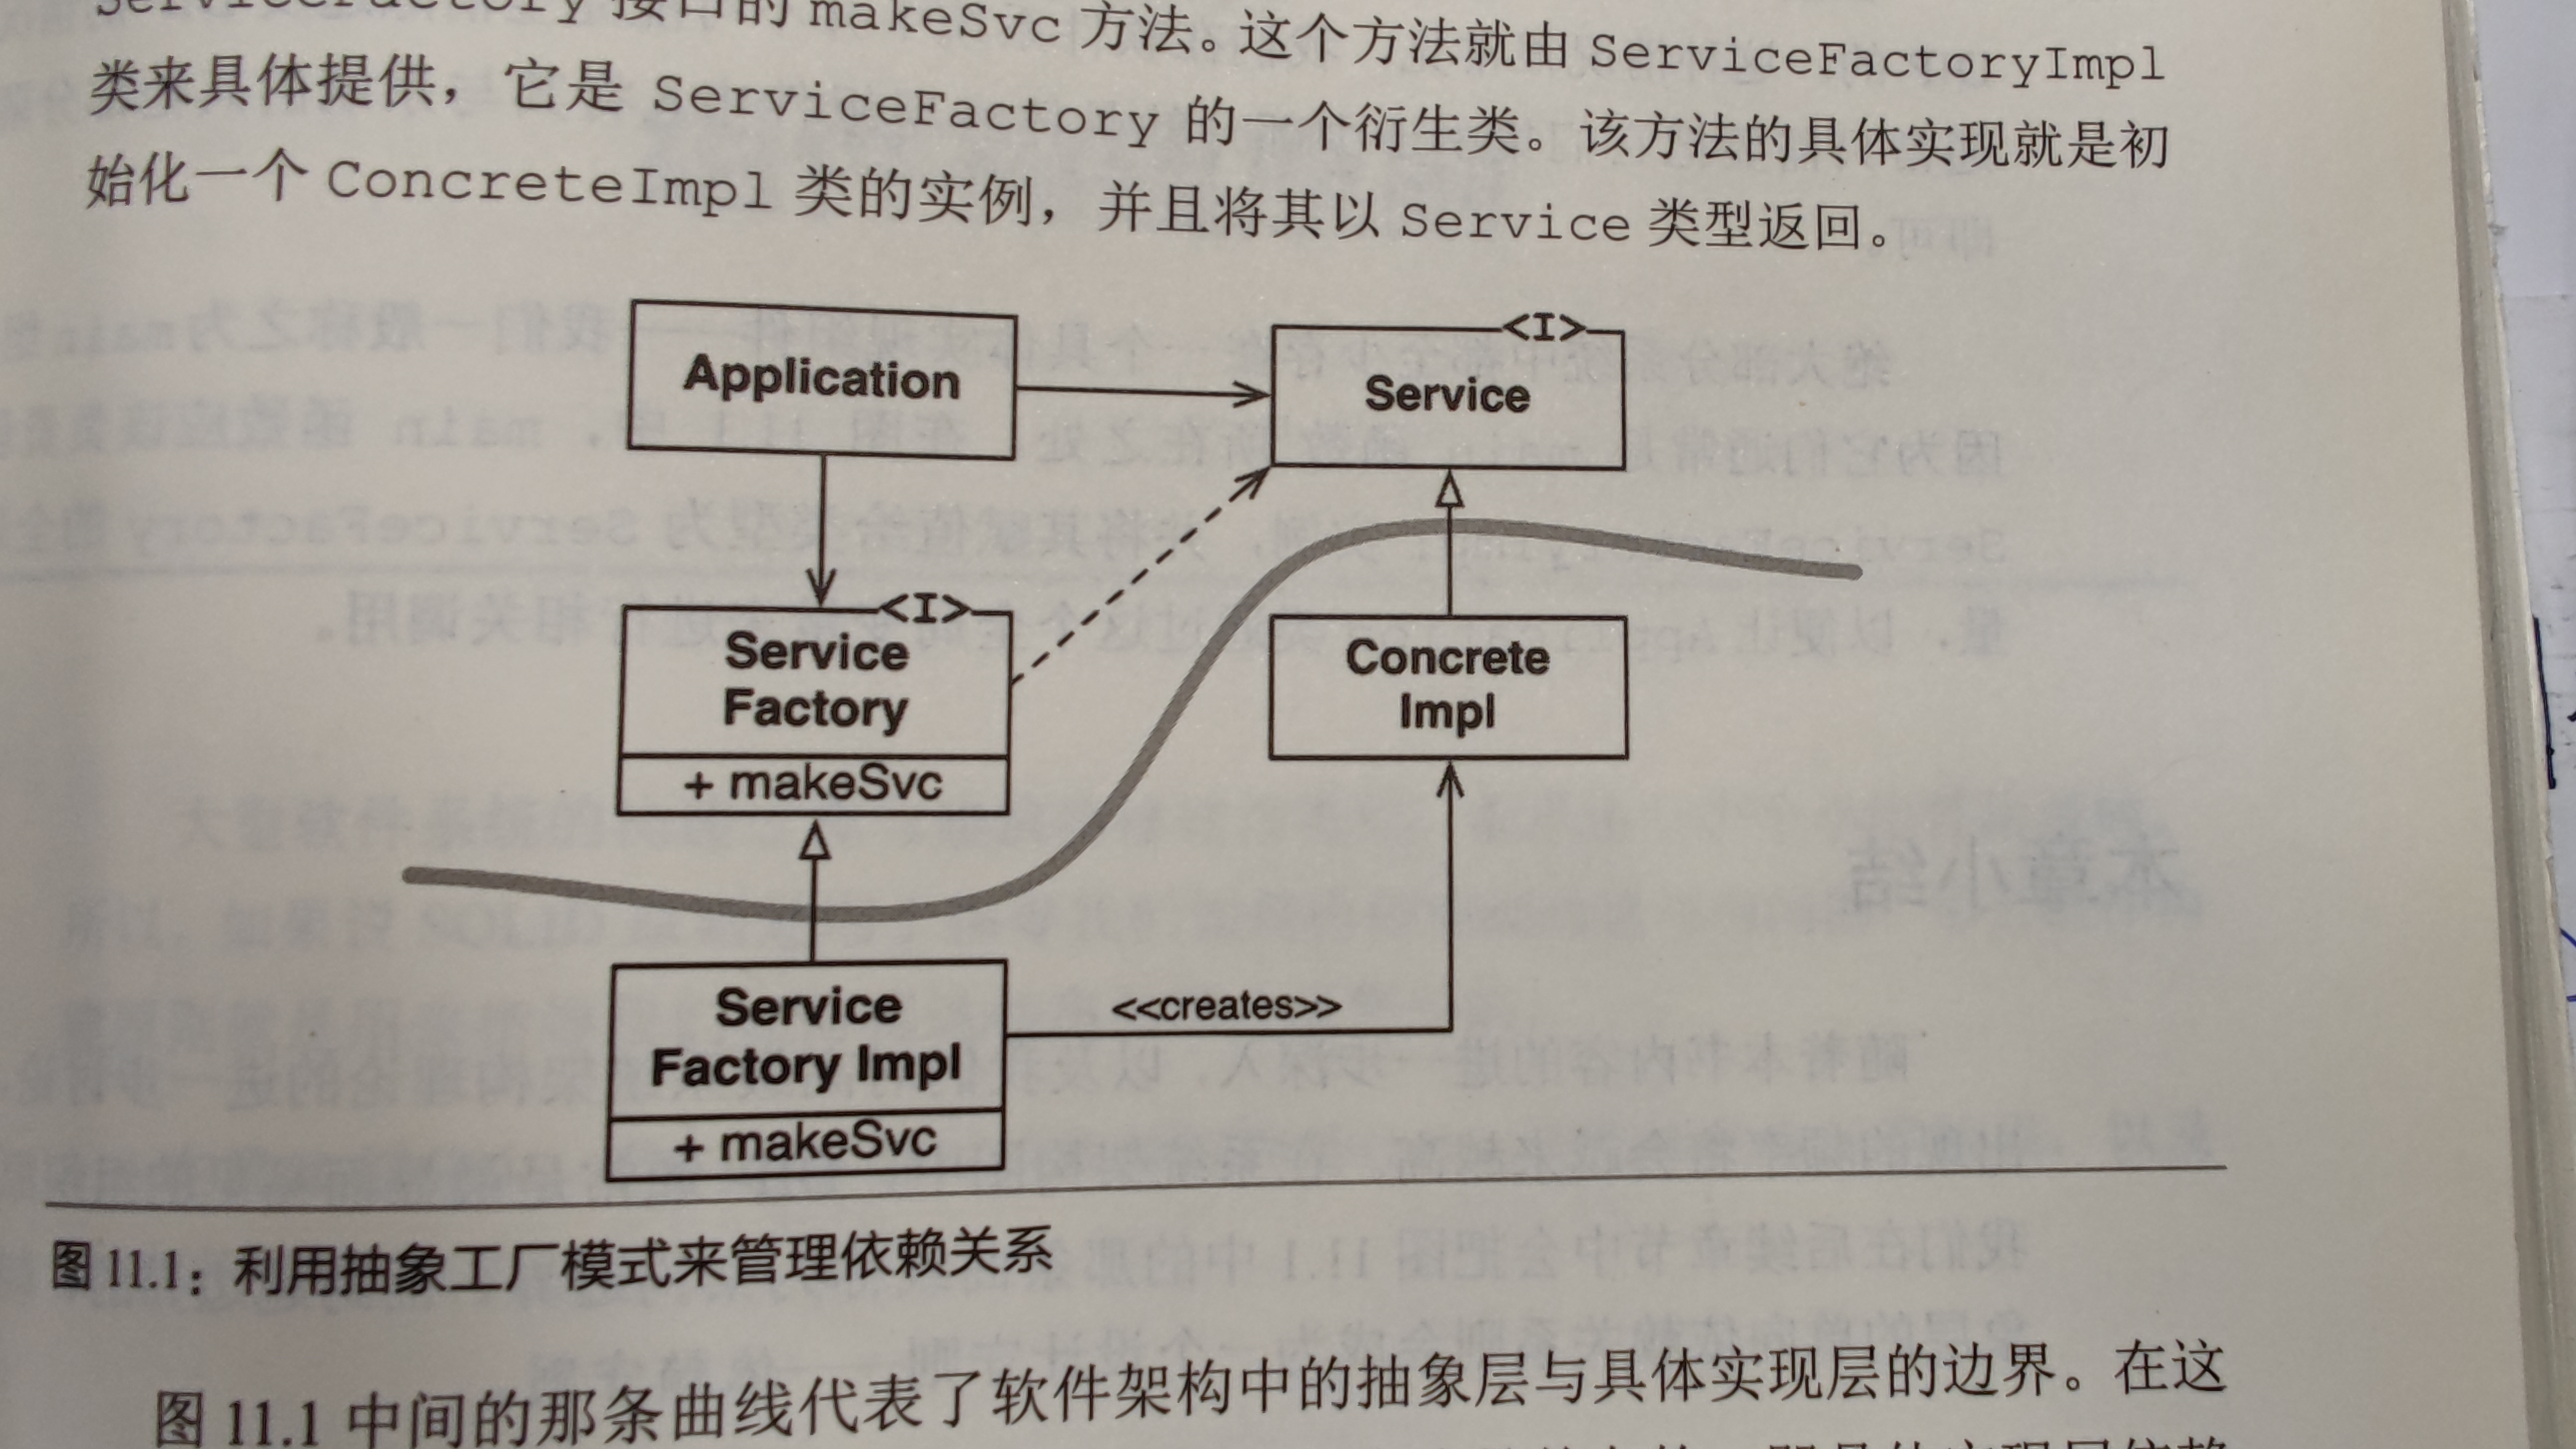 ServiceFactory 接口的 makeSvc 方法。这个方法就由 ServiceFactoryImpl
类来具体提供，它是 ServiceFactory 的一个衍生类。该方法的具体实现就是初
始化一个 ConcreteImpl 类的实例，并且将其以 Service 类型返回。
Application
<I>
Service
<I>
Service
Factory
+ makeSvc
Concrete
Impl
<<creates>>
Service
Factory Impl
+ makeSvc
图 11.1：利用抽象工厂模式来管理依赖关系
图 11.1 中间的那条曲线代表了软件架构中的抽象层与具体实现层的边界。在这